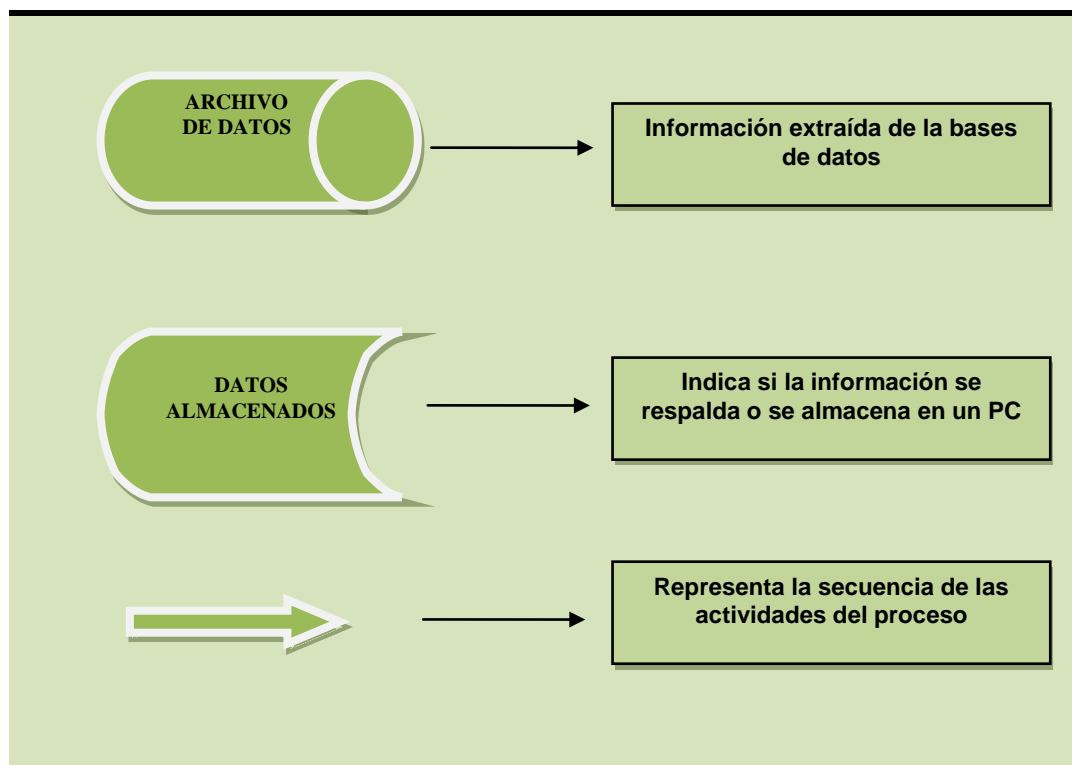 ARCHIVO
DE DATOS
Información extraída de la bases
de datos
DATOS
ALMACENADOS
Indica si la información se
respalda o se almacena en un PC
Representa la secuencia de las
actividades del proceso